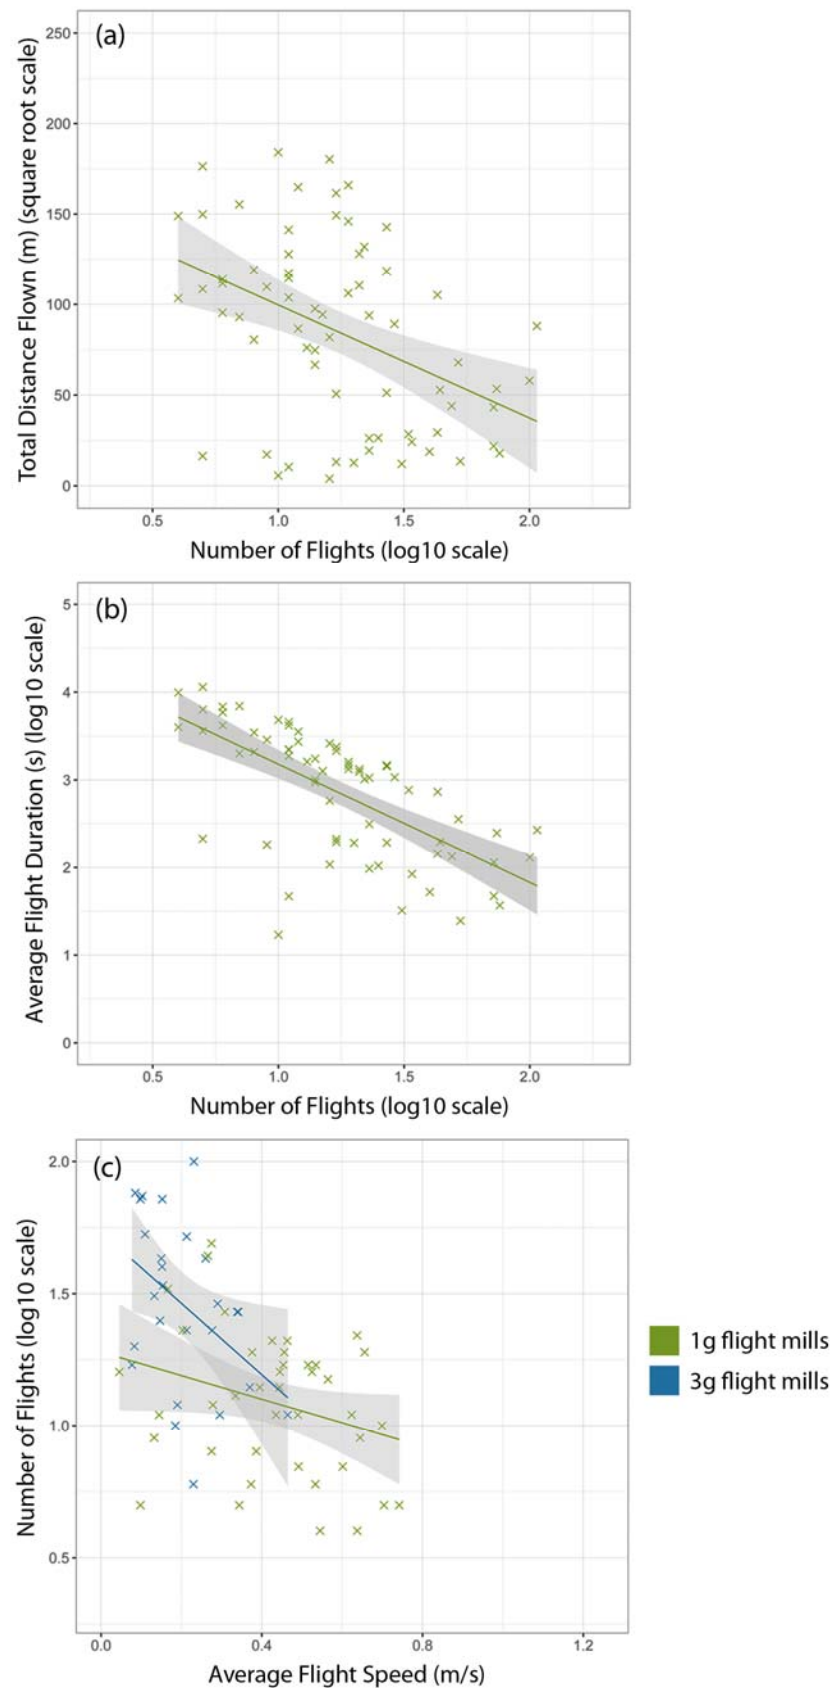 (a)
Total Distance Flown (m) (square root scale)
250
200
150
100
50
0
0.5 1.0 1.5 2.0
Number of Flights (log10 scale)
(b)
Average Flight Duration (s) (log10 scale)
5
4
3
2
1
0
0.5 1.0 1.5 2.0
Number of Flights (log10 scale)
(c)
Number of Flights (log10 scale)
2.0
1.5
1.0
0.5
0.0 0.4 0.8 1.2
Average Flight Speed (m/s)
1g flight mills
3g flight mills